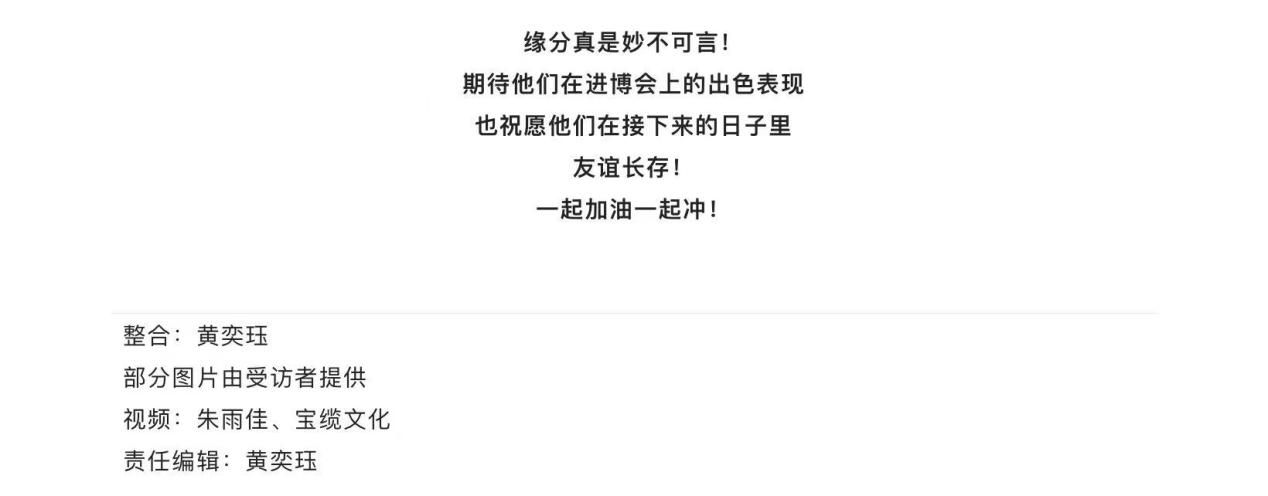 缘分真是妙不可言！
期待他们在进博会上的出色表现
也祝愿他们在接下来的日子里
友谊长存！
一起加油一起冲！
整合：黄奕珏
部分图片由受访者提供
视频：朱雨佳、宝缆文化
责任编辑：黄奕珏